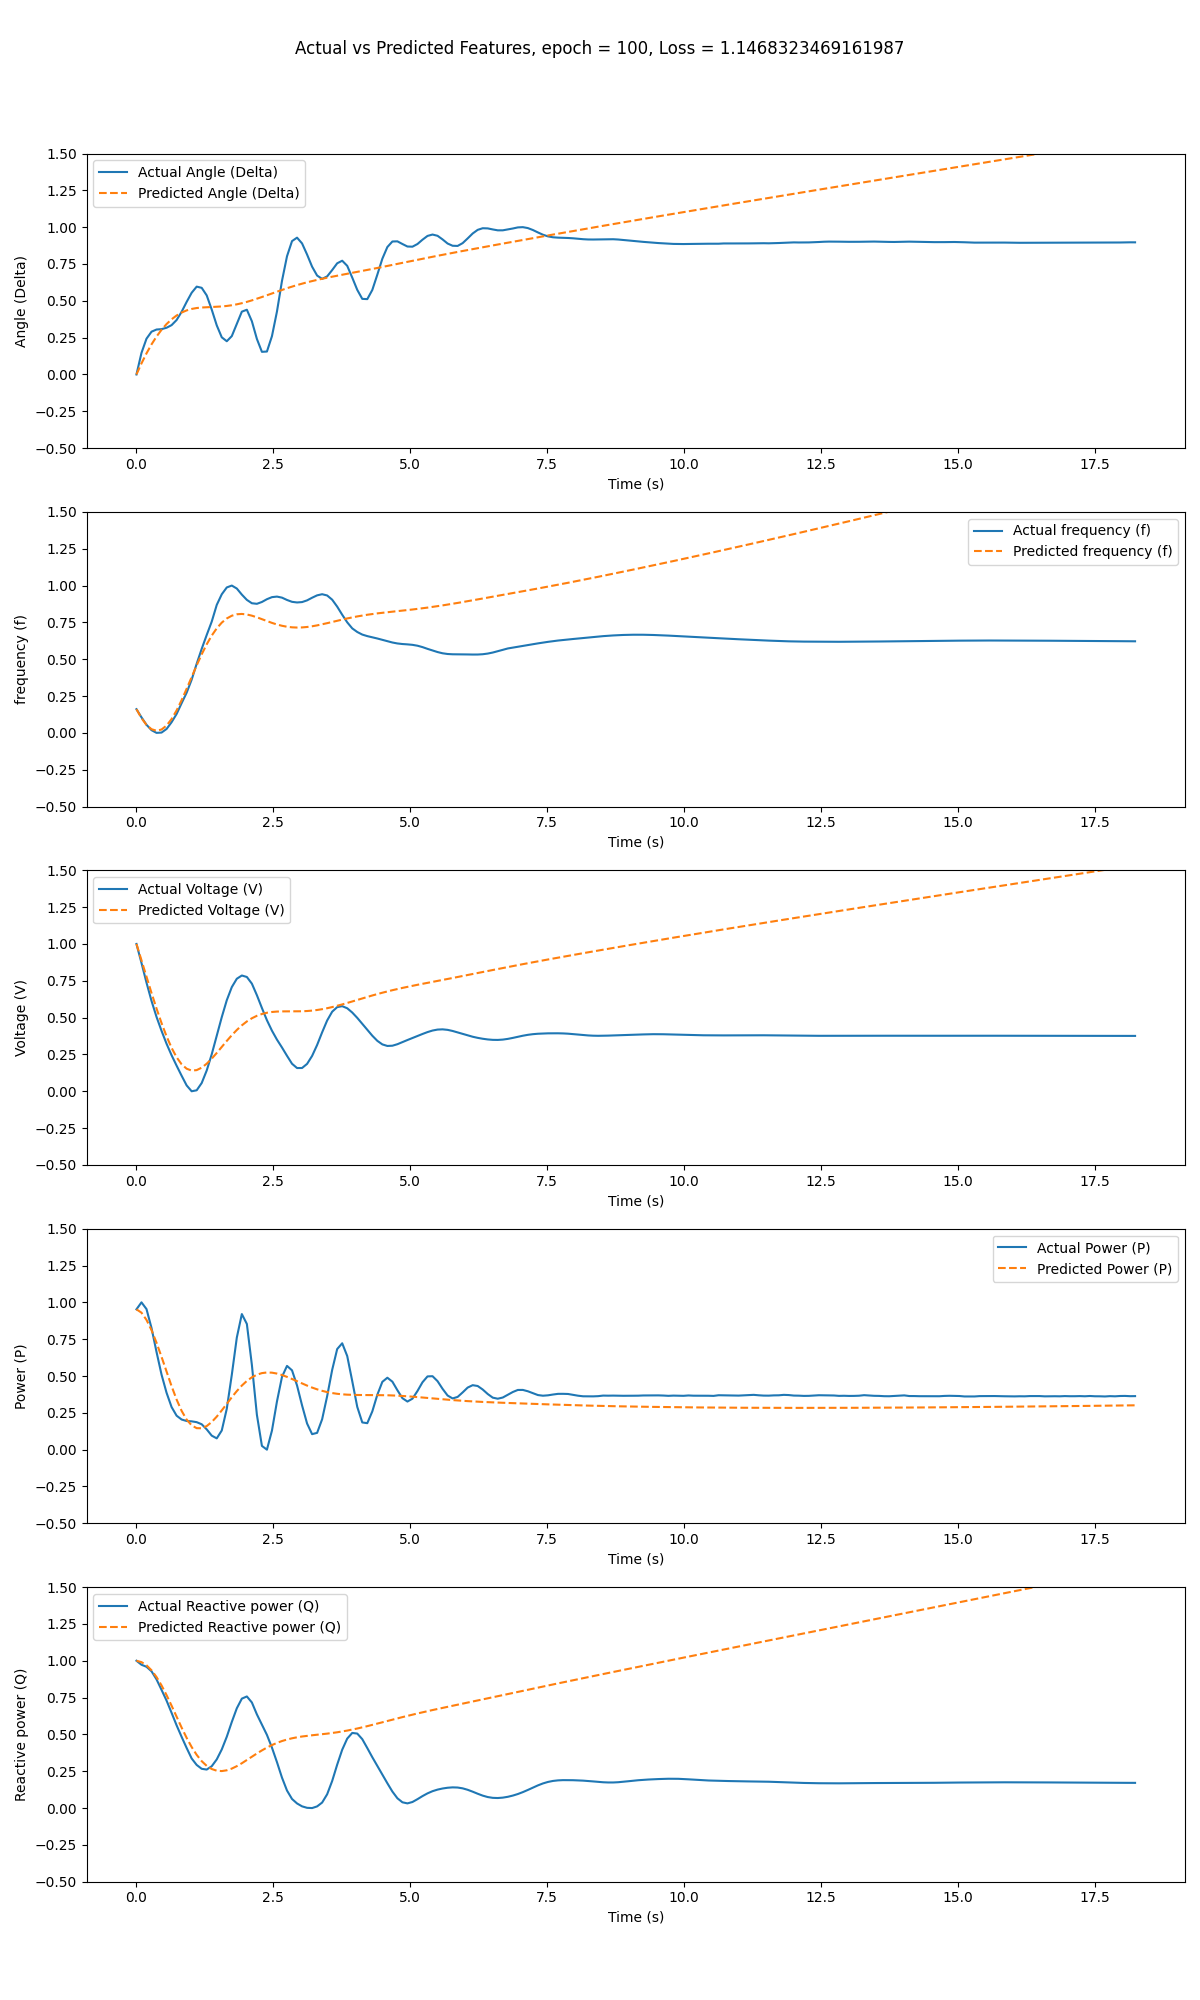 Actual vs Predicted Features, epoch = 100, Loss = 1.1468323469161987
1.50
1.25
1.00
0.75
0.50
0.25
0.00
−0.25
−0.50
Angle (Delta)
Actual Angle (Delta)
Predicted Angle (Delta)
0.0 2.5 5.0 7.5 10.0 12.5 15.0 17.5
Time (s)
1.50
1.25
1.00
0.75
0.50
0.25
0.00
−0.25
−0.50
frequency (f)
Actual frequency (f)
Predicted frequency (f)
0.0 2.5 5.0 7.5 10.0 12.5 15.0 17.5
Time (s)
1.50
1.25
1.00
0.75
0.50
0.25
0.00
−0.25
−0.50
Voltage (V)
Actual Voltage (V)
Predicted Voltage (V)
0.0 2.5 5.0 7.5 10.0 12.5 15.0 17.5
Time (s)
1.50
1.25
1.00
0.75
0.50
0.25
0.00
−0.25
−0.50
Power (P)
Actual Power (P)
Predicted Power (P)
0.0 2.5 5.0 7.5 10.0 12.5 15.0 17.5
Time (s)
1.50
1.25
1.00
0.75
0.50
0.25
0.00
−0.25
−0.50
Reactive power (Q)
Actual Reactive power (Q)
Predicted Reactive power (Q)
0.0 2.5 5.0 7.5 10.0 12.5 15.0 17.5
Time (s)